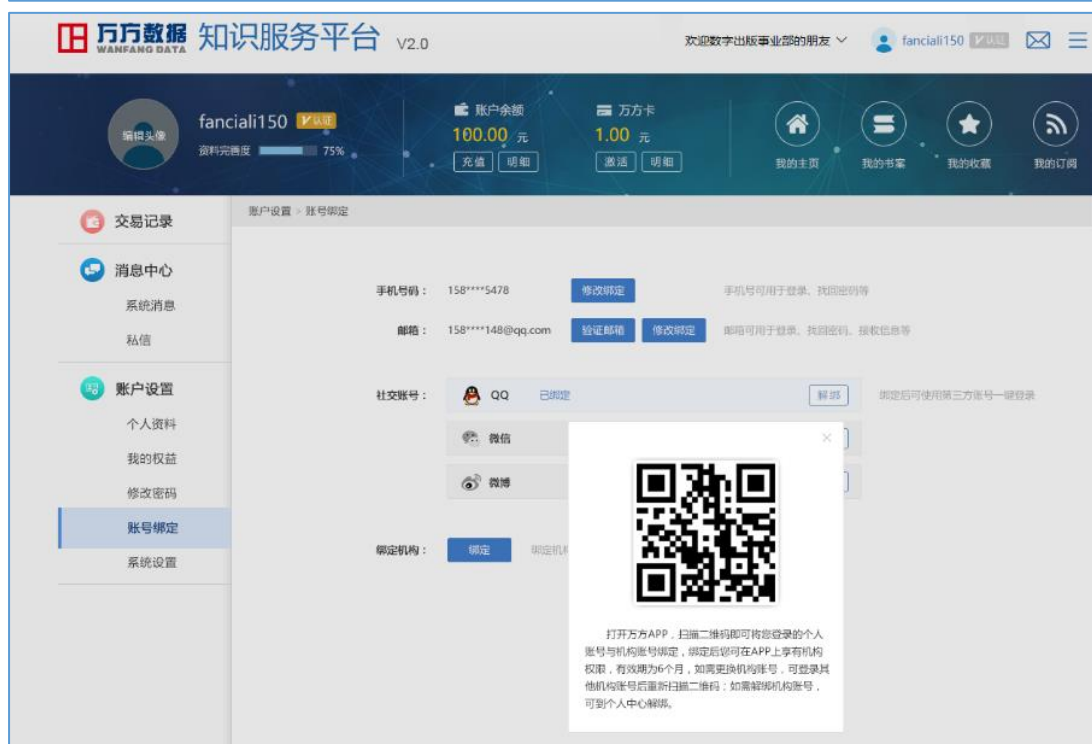 万方数据 知识服务平台 V2.0
WANFANG DATA
欢迎数字出版事业部的朋友
fanciali150 V认证
编辑头像
fanciali150 V认证
资料完善度 75%
账户余额
100.00 元
充值 明细
万方卡
1.00 元
激活 明细
我的主页
我的书案
我的收藏
我的订阅
交易记录
消息中心
系统消息
私信
账户设置
个人资料
我的权益
修改密码
账号绑定
系统设置
账户设置 > 账号绑定
手机号码： 158****5478 修改绑定 手机号可用于登录、找回密码等
邮箱： 158****148@qq.com 验证邮箱 修改绑定 邮箱可用于登录、找回密码、接收信息等
社交账号： QQ 已绑定 解绑 绑定后可使用第三方账号一键登录
微信
微博
绑定机构： 绑定 绑定机构
打开万方APP，扫描二维码即可将您登录的个人
账号与机构账号绑定，绑定后您可在APP上享有机构
权限，有效期为6个月，如需更换机构账号，可登录其
他机构账号后重新扫描二维码；如需解绑机构账号，
可到个人中心解绑。